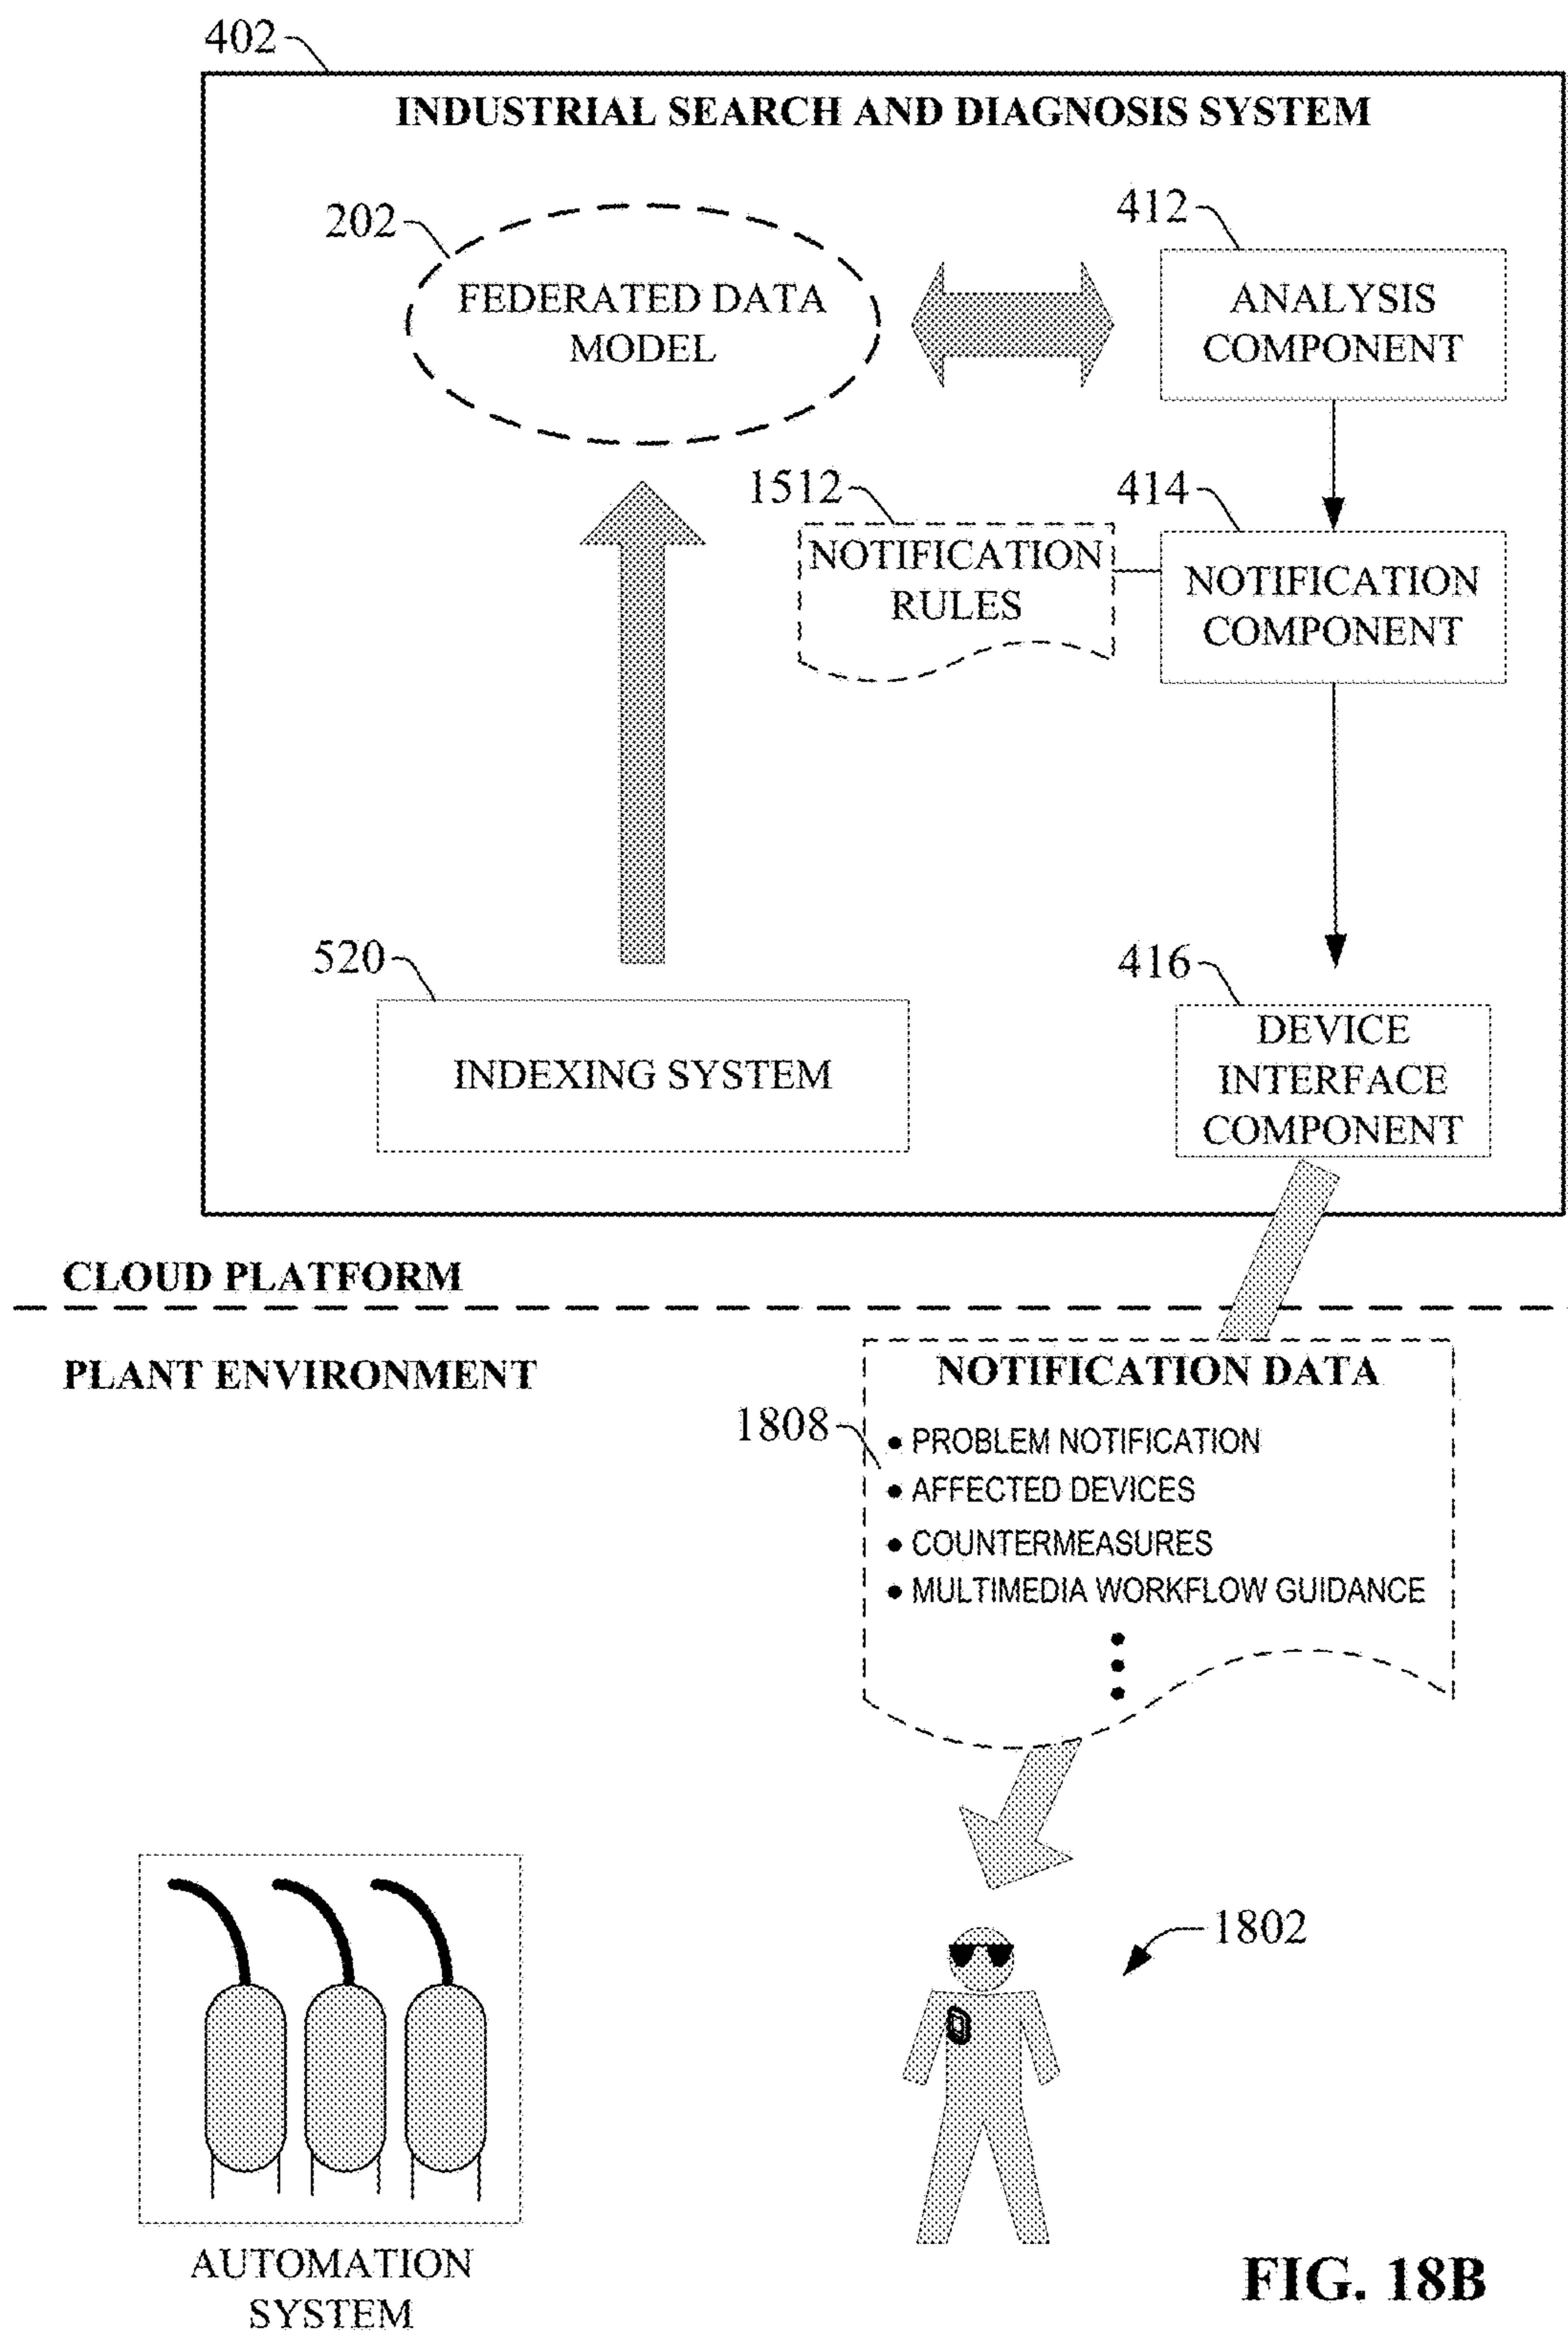 402
INDUSTRIAL SEARCH AND DIAGNOSIS SYSTEM
202
FEDERATED DATA
MODEL
412
ANALYSIS
COMPONENT
1512
NOTIFICATION
RULES
414
NOTIFICATION
COMPONENT
520
INDEXING SYSTEM
416
DEVICE
INTERFACE
COMPONENT
CLOUD PLATFORM
PLANT ENVIRONMENT
NOTIFICATION DATA
1808
• PROBLEM NOTIFICATION
• AFFECTED DEVICES
• COUNTERMEASURES
• MULTIMEDIA WORKFLOW GUIDANCE
1802
AUTOMATION
SYSTEM
FIG. 18B